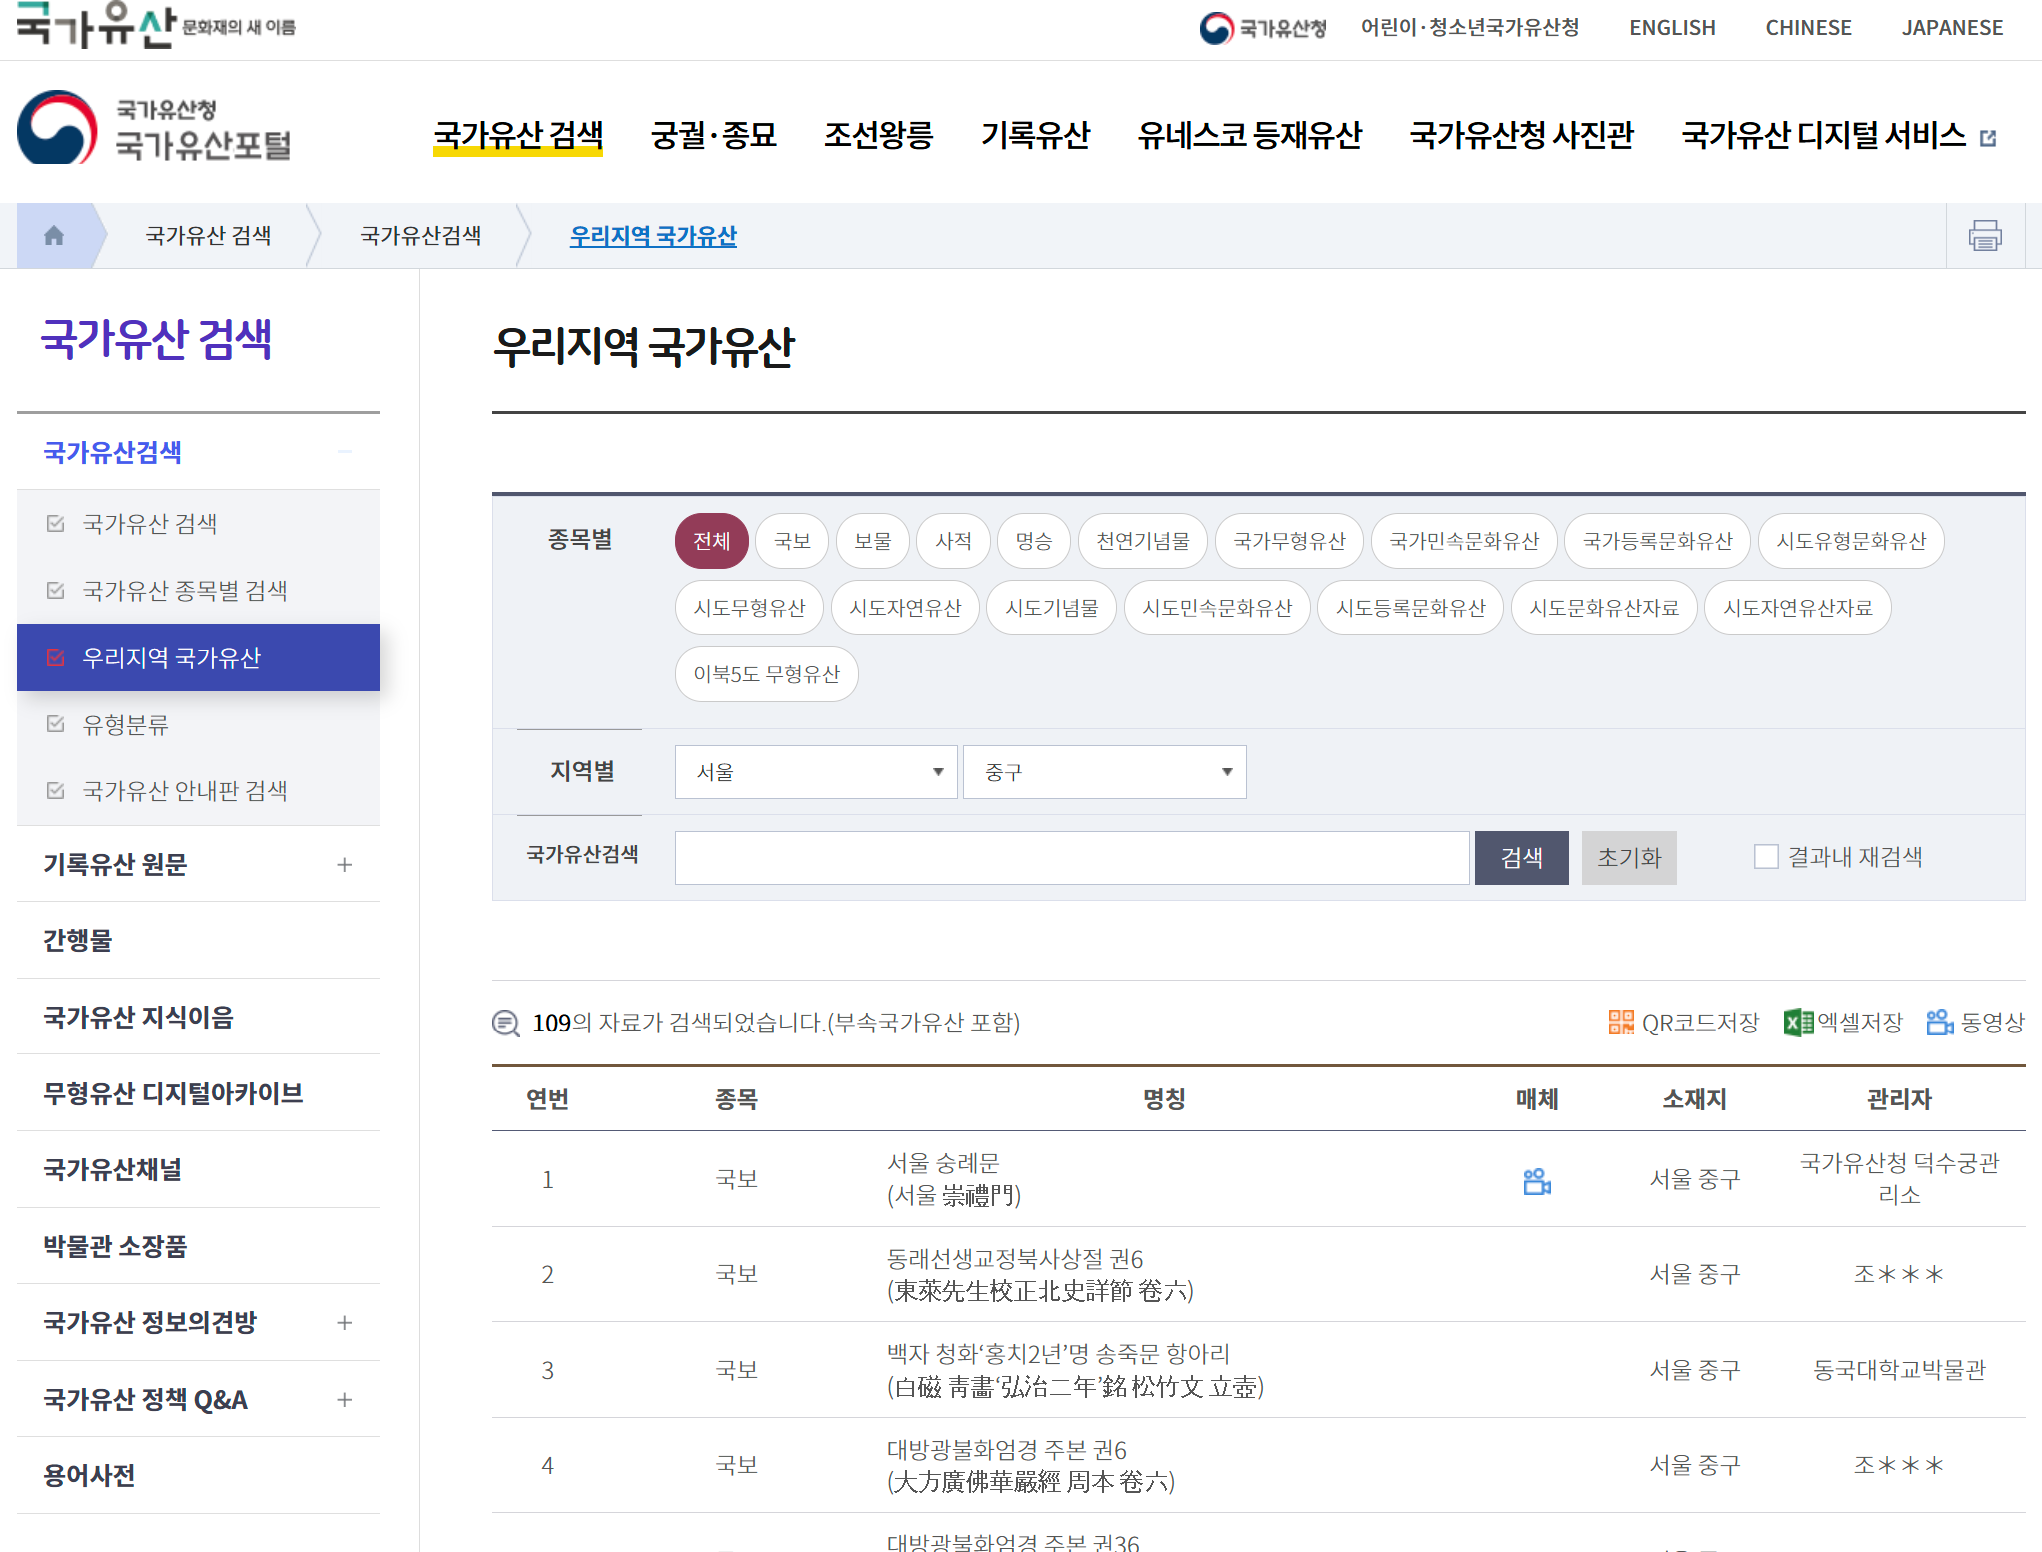 국가유산 문화재의 새 이름
국가유산청 어린이·청소년국가유산청 ENGLISH CHINESE JAPANESE
국가유산청
국가유산포털
국가유산 검색 궁궐·종묘 조선왕릉 기록유산 유네스코 등재유산 국가유산청 사진관 국가유산 디지털 서비스
국가유산 검색 국가유산검색 우리지역 국가유산
국가유산 검색
국가유산검색
국가유산 검색
국가유산 종목별 검색
우리지역 국가유산
유형분류
국가유산 안내판 검색
기록유산 원문 +
간행물
국가유산 지식이음
무형유산 디지털아카이브
국가유산채널
박물관 소장품
국가유산 정보의견방 +
국가유산 정책 Q&A +
용어사전
우리지역 국가유산
종목별 전체 국보 보물 사적 명승 천연기념물 국가무형유산 국가민속문화유산 국가등록문화유산 시도유형문화유산
시도무형유산 시도자연유산 시도기념물 시도민속문화유산 시도등록문화유산 시도문화유산자료 시도자연유산자료
이북5도 무형유산
지역별 서울 중구
국가유산검색 검색 초기화 결과내 재검색
109의 자료가 검색되었습니다.(부속국가유산 포함) QR코드저장 엑셀저장 동영상
연번 종목 명칭 매체 소재지 관리자
1 국보 서울 숭례문
(서울 崇禮門) 서울 중구 국가유산청 덕수궁관
리소
2 국보 동래선생교정북사상절 권6
(東萊先生校正北史詳節 卷六) 서울 중구 조＊＊＊
3 국보 백자 청화‘홍치2년’명 송죽문 항아리
(白磁 靑畵‘弘治二年’銘 松竹文 立壺) 서울 중구 동국대학교박물관
4 국보 대방광불화엄경 주본 권6
(大方廣佛華嚴經 周本 卷六) 서울 중구 조＊＊＊
대방광불화엄경 주본 권36